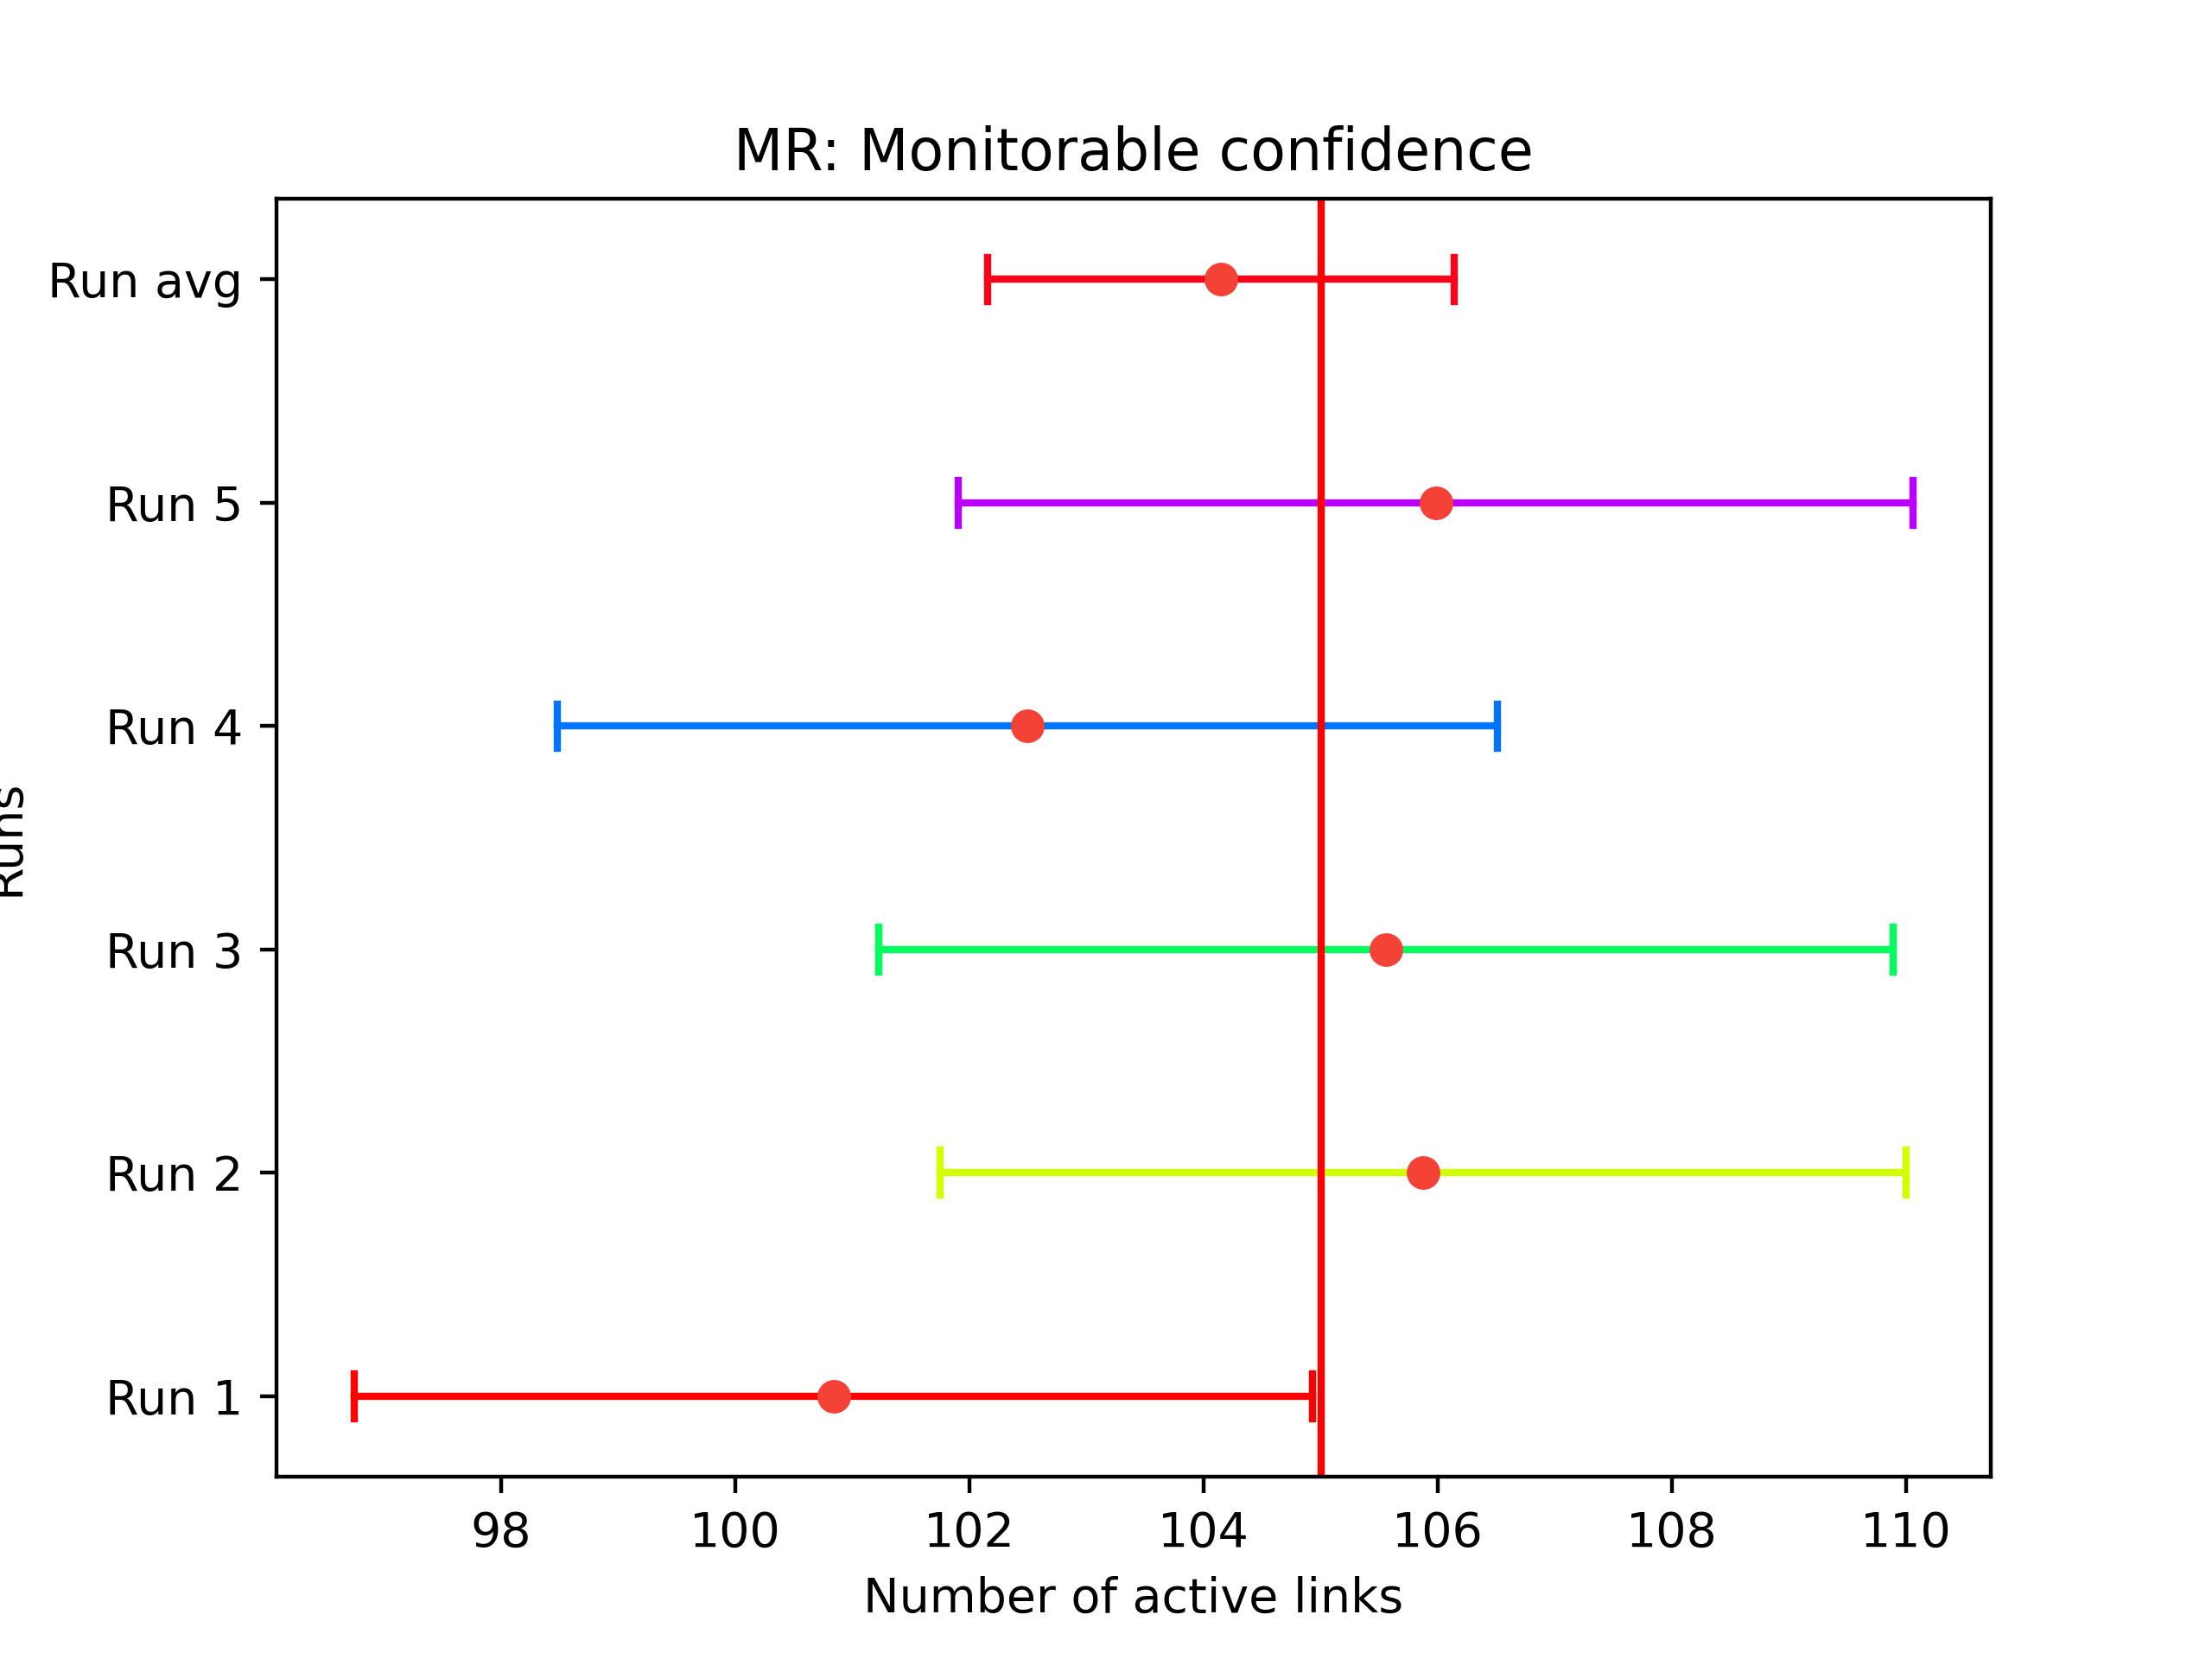 MR: Monitorable confidence
Run avg
Run 5
Run 4
Runs
Run 3
Run 2
Run 1
98 100 102 104 106 108 110
Number of active links